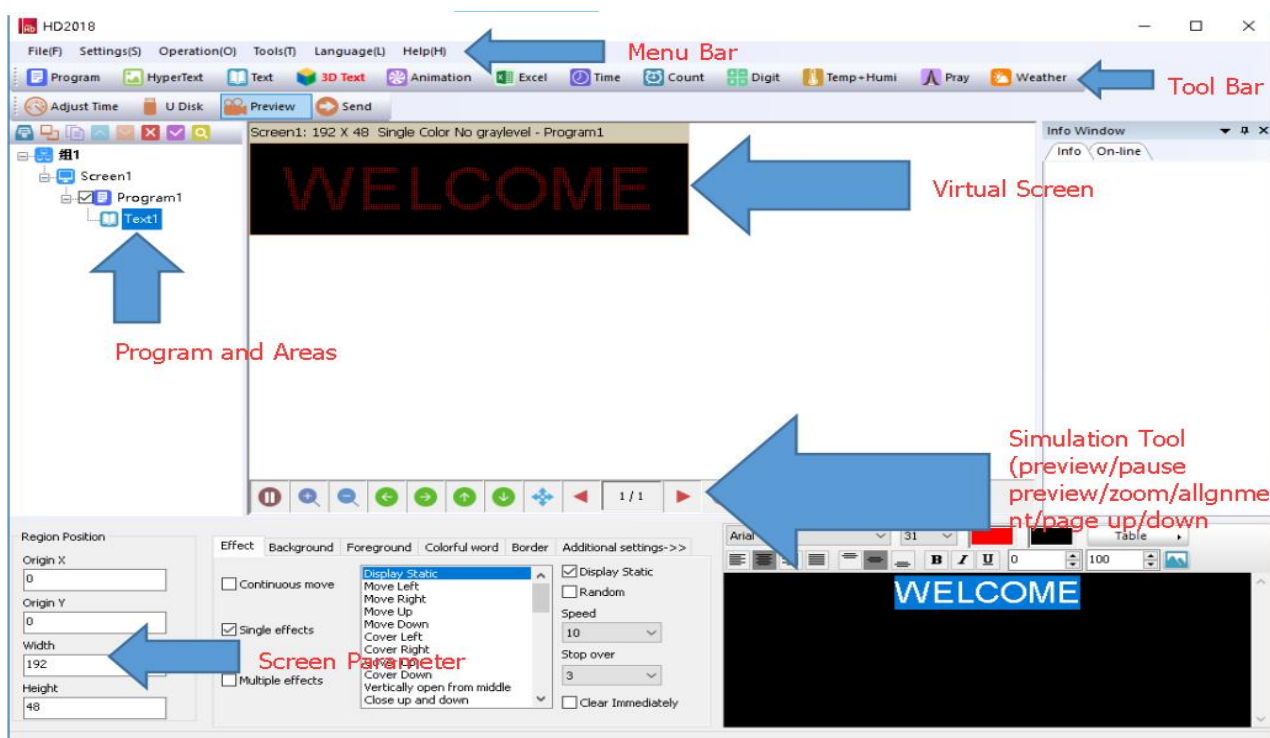 HD2018
File(F) Settings(S) Operation(O) Tools(T) Language(L) Help(H)
Menu Bar
Program HyperText Text 3D Text Animation Excel Time Count Digit Temp+Humi Pray Weather
Tool Bar
Adjust Time U Disk Preview Send
Screen1: 192 X 48 Single Color No graylevel - Program1
Info Window
Info On-line
组1
Screen1
Program1
Text1
WELCOME
Virtual Screen
Program and Areas
Simulation Tool
(preview/pause
preview/zoom/allgnme
nt/page up/down
1/1
Region Position
Origin X
0
Origin Y
0
Width
192
Height
48
Screen Parameter
Effect Background Foreground Colorful word Border Additional settings->>
Continuous move
Single effects
Multiple effects
Display Static
Move Left
Move Right
Move Up
Move Down
Cover Left
Cover Right
Cover Up
Cover Down
Vertically open from middle
Close up and down
Display Static
Random
Speed
10
Stop over
3
Clear Immediately
Arial 31 Table
B I U 0 100
WELCOME